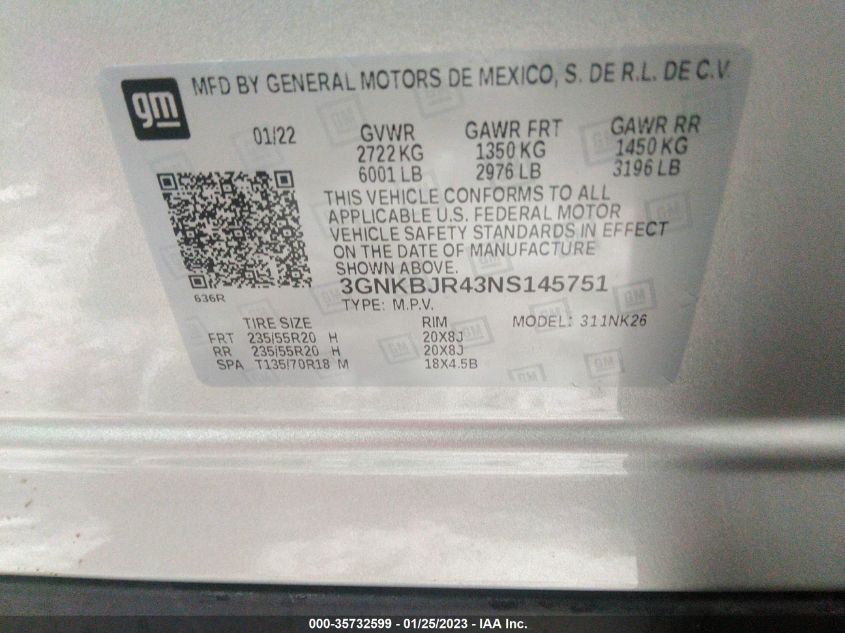 gm
MFD BY GENERAL MOTORS DE MEXICO, S. DE R.L. DE C.V.
01/22 GVWR GAWR FRT GAWR RR
2722 KG 1350 KG 1450 KG
6001 LB 2976 LB 3196 LB
THIS VEHICLE CONFORMS TO ALL
APPLICABLE U.S. FEDERAL MOTOR
VEHICLE SAFETY STANDARDS IN EFFECT
ON THE DATE OF MANUFACTURE
SHOWN ABOVE.
636R 3GNKBJR43NS145751
TYPE: M.P.V.
TIRE SIZE RIM MODEL: 311NK26
FRT 235/55R20 H 20X8J
RR 235/55R20 H 20X8J
SPA T135/70R18 M 18X4.5B
000-35732599 / 01/25/2023 - IAA Inc.